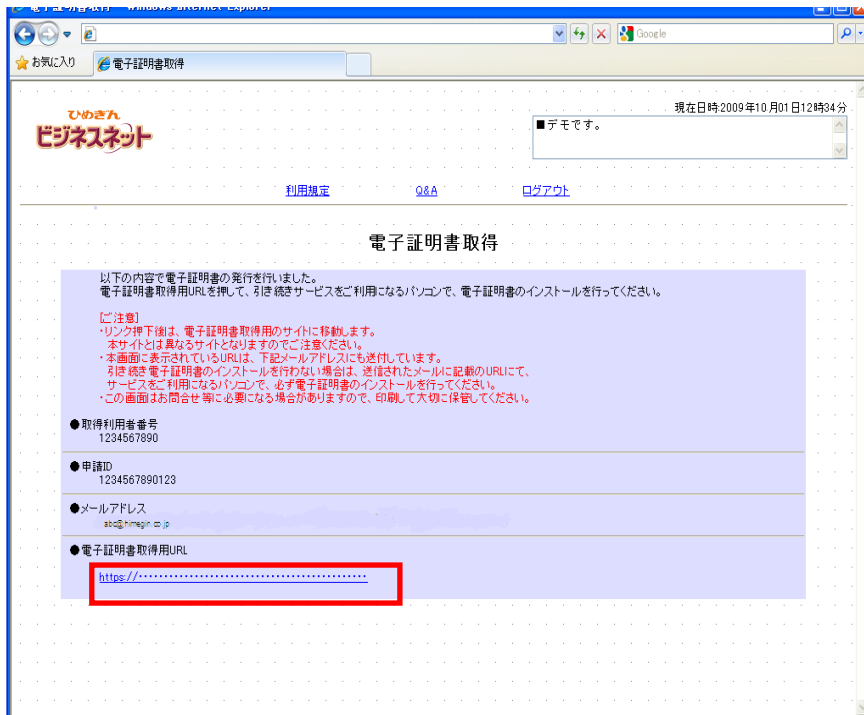 電子証明書取得 - Windows Internet Explorer
Google
お気に入り
電子証明書取得
現在日時:2009年10月01日12時34分
ひめぎん
ビジネスネット
■デモです。
利用規定 Q&A ログアウト
電子証明書取得
以下の内容で電子証明書の発行を行いました。
電子証明書取得用URLを押して、引き続きサービスをご利用になるパソコンで、電子証明書のインストールを行ってください。
[ご注意]
・リンク押下後は、電子証明書取得用のサイトに移動します。
本サイトとは異なるサイトとなりますのでご注意ください。
・本画面に表示されているURLは、下記メールアドレスにも送付しています。
引き続き電子証明書のインストールを行わない場合は、送信されたメールに記載のURLにて、
サービスをご利用になるパソコンで、必ず電子証明書のインストールを行ってください。
・この画面はお問合せ等に必要になる場合がありますので、印刷して大切に保管してください。
●取得利用者番号
1234567890
●申請ID
1234567890123
●メールアドレス
abc@himegin.co.jp
●電子証明書取得用URL
https://・・・・・・・・・・・・・・・・・・・・・・・・・・・・・・・・・・・・・・・・・・・・・